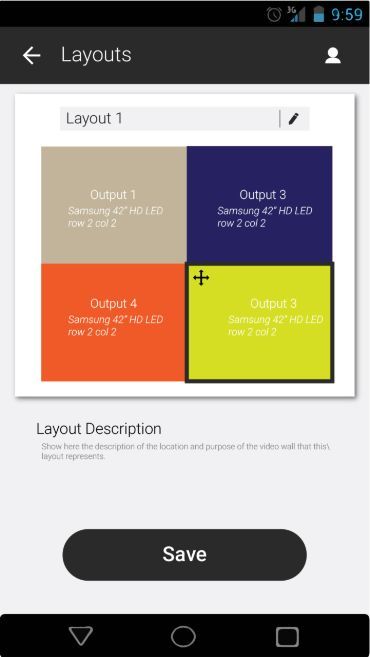 3G 9:59
Layouts
Layout 1
Output 1
Samsung 42" HD LED
row 2 col 2
Output 3
Samsung 42" HD LED
row 2 col 2
Output 4
Samsung 42" HD LED
row 2 col 2
Output 3
Samsung 42" HD LED
row 2 col 2
Layout Description
Show here the description of the location and purpose of the video wall that this\
layout represents.
Save